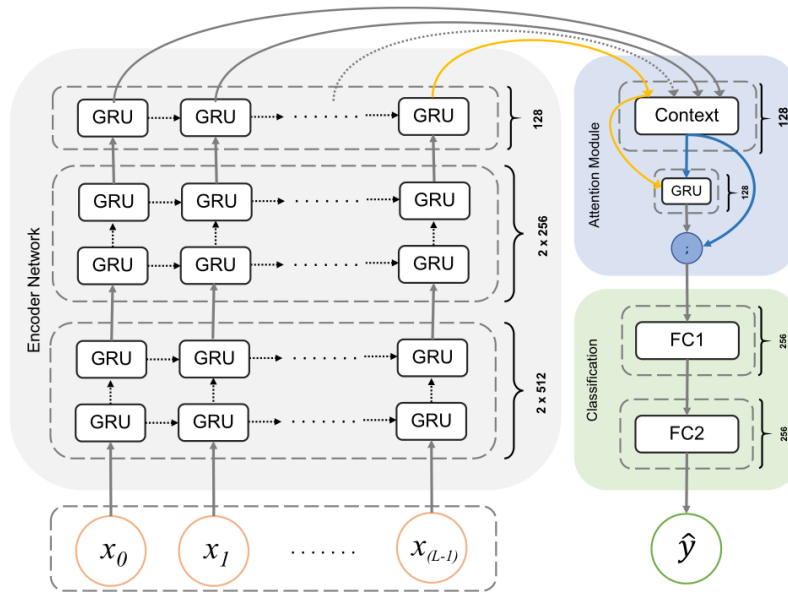 GRU GRU . . . . . . . GRU
128
GRU GRU . . . . . . . GRU
GRU GRU . . . . . . . GRU
2 x 256
GRU GRU . . . . . . . GRU
GRU GRU . . . . . . . GRU
2 x 512
Encoder Network
x0 x1 ....... x(L-1)
Context
128
GRU
128
;
Attention Module
FC1
256
FC2
256
Classification
ŷ